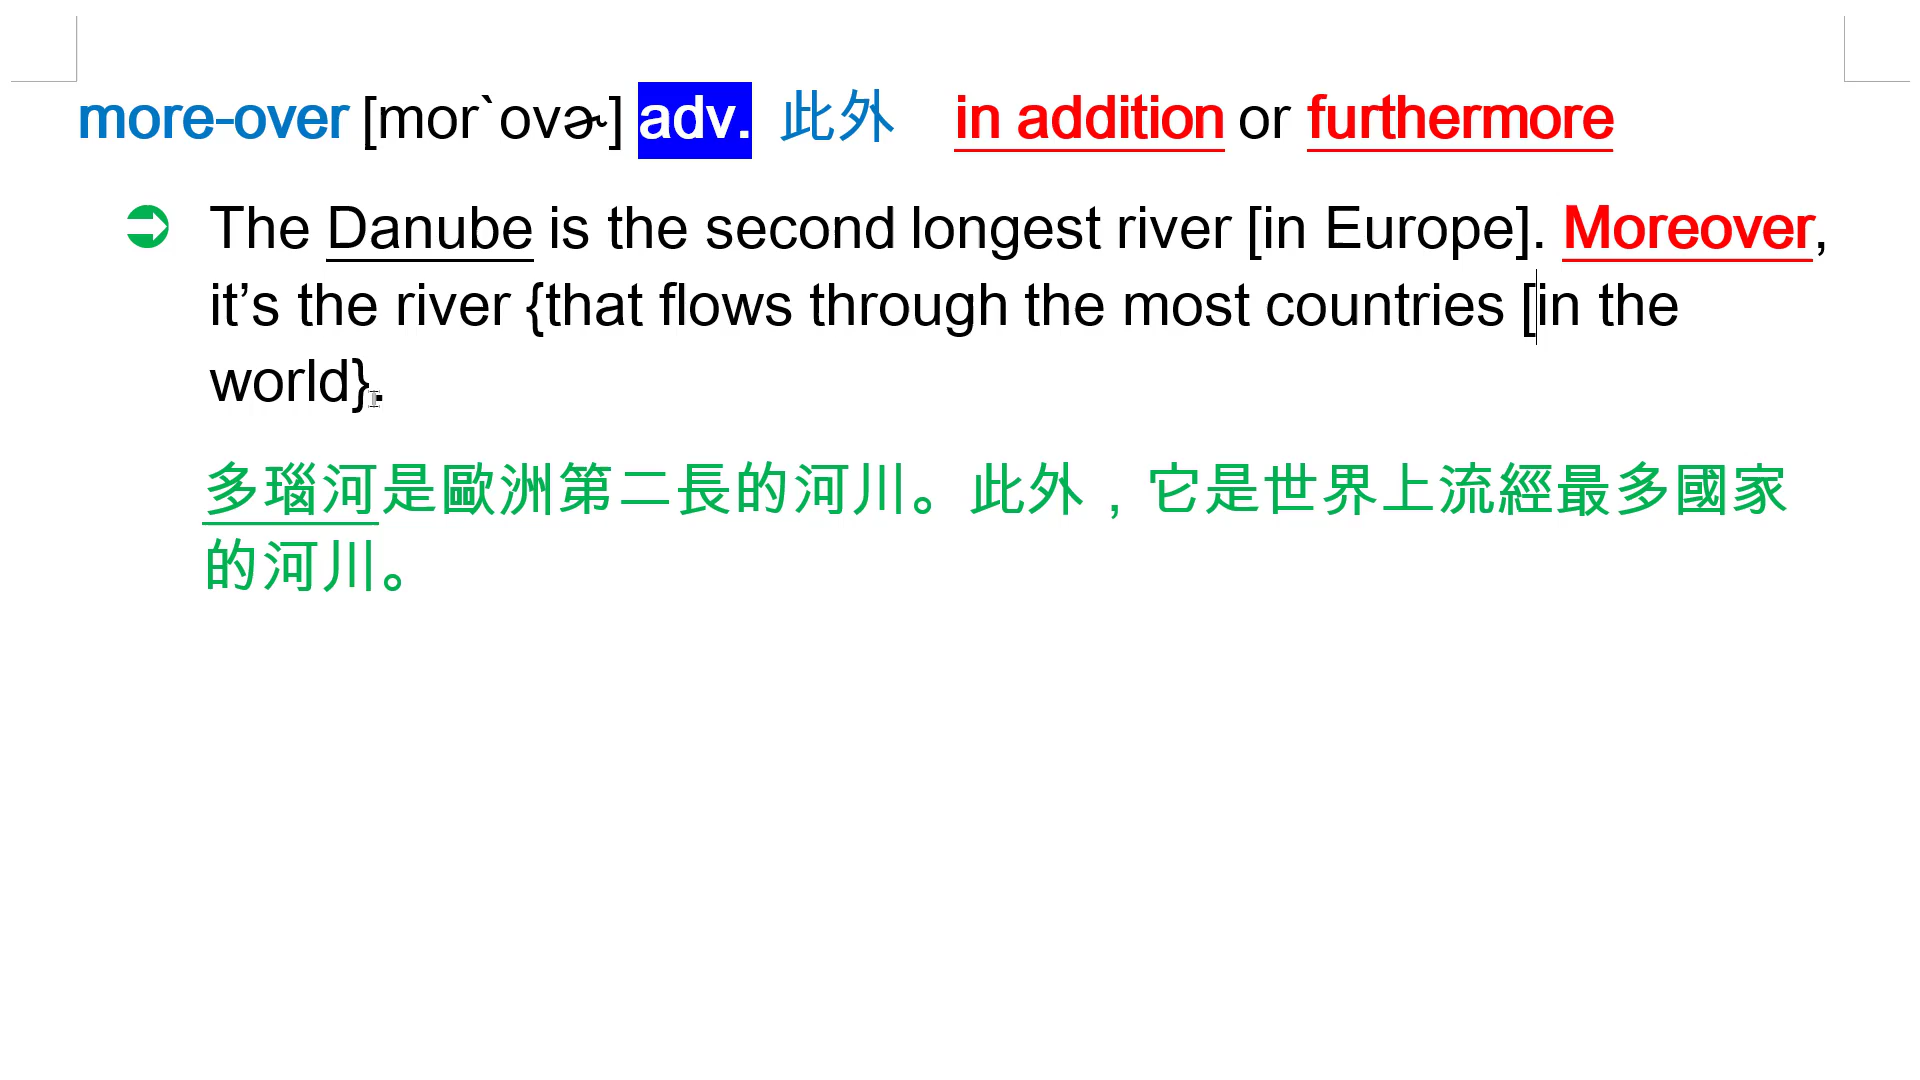 more-over [mor`ovɚ] adv. 此外 in addition or furthermore
The Danube is the second longest river [in Europe]. Moreover,
it’s the river {that flows through the most countries [in the
world}.
多瑙河是歐洲第二長的河川。此外，它是世界上流經最多國家
的河川。